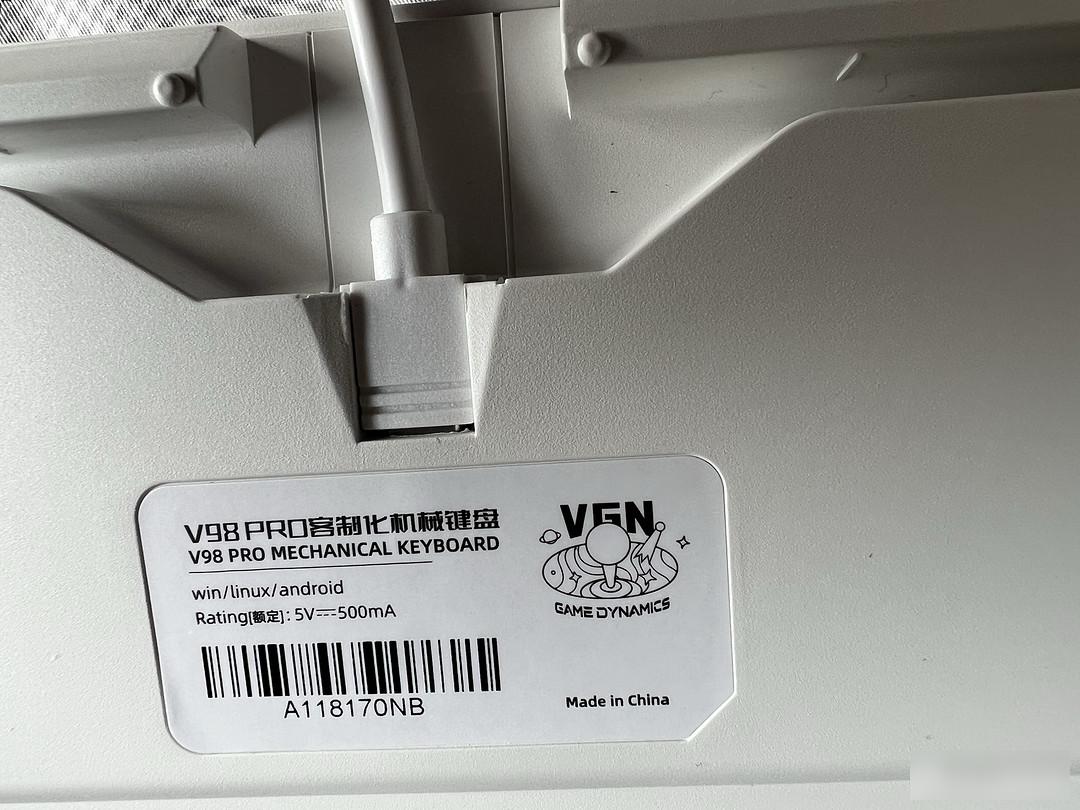 V98 PRO客制化机械键盘
V98 PRO MECHANICAL KEYBOARD
win/linux/android
Rating[额定]: 5V⎓500mA
A118170NB
VGN
GAME DYNAMICS
Made in China